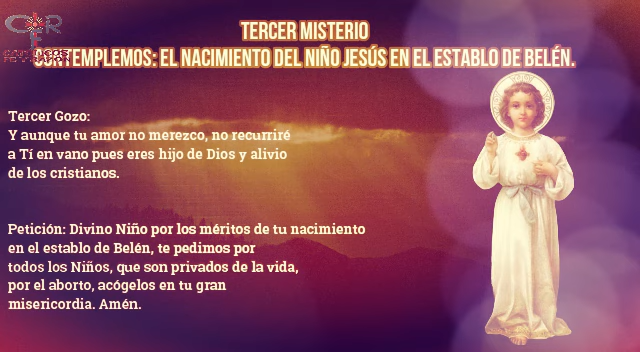 TERCER MISTERIO
CONTEMPLEMOS: EL NACIMIENTO DEL NIÑO JESÚS EN EL ESTABLO DE BELÉN.
Tercer Gozo:
Y aunque tu amor no merezco, no recurriré
a Tí en vano pues eres hijo de Dios y alivio
de los cristianos.
Petición: Divino Niño por los méritos de tu nacimiento
en el establo de Belén, te pedimos por
todos los Niños, que son privados de la vida,
por el aborto, acógelos en tu gran
misericordia. Amén.